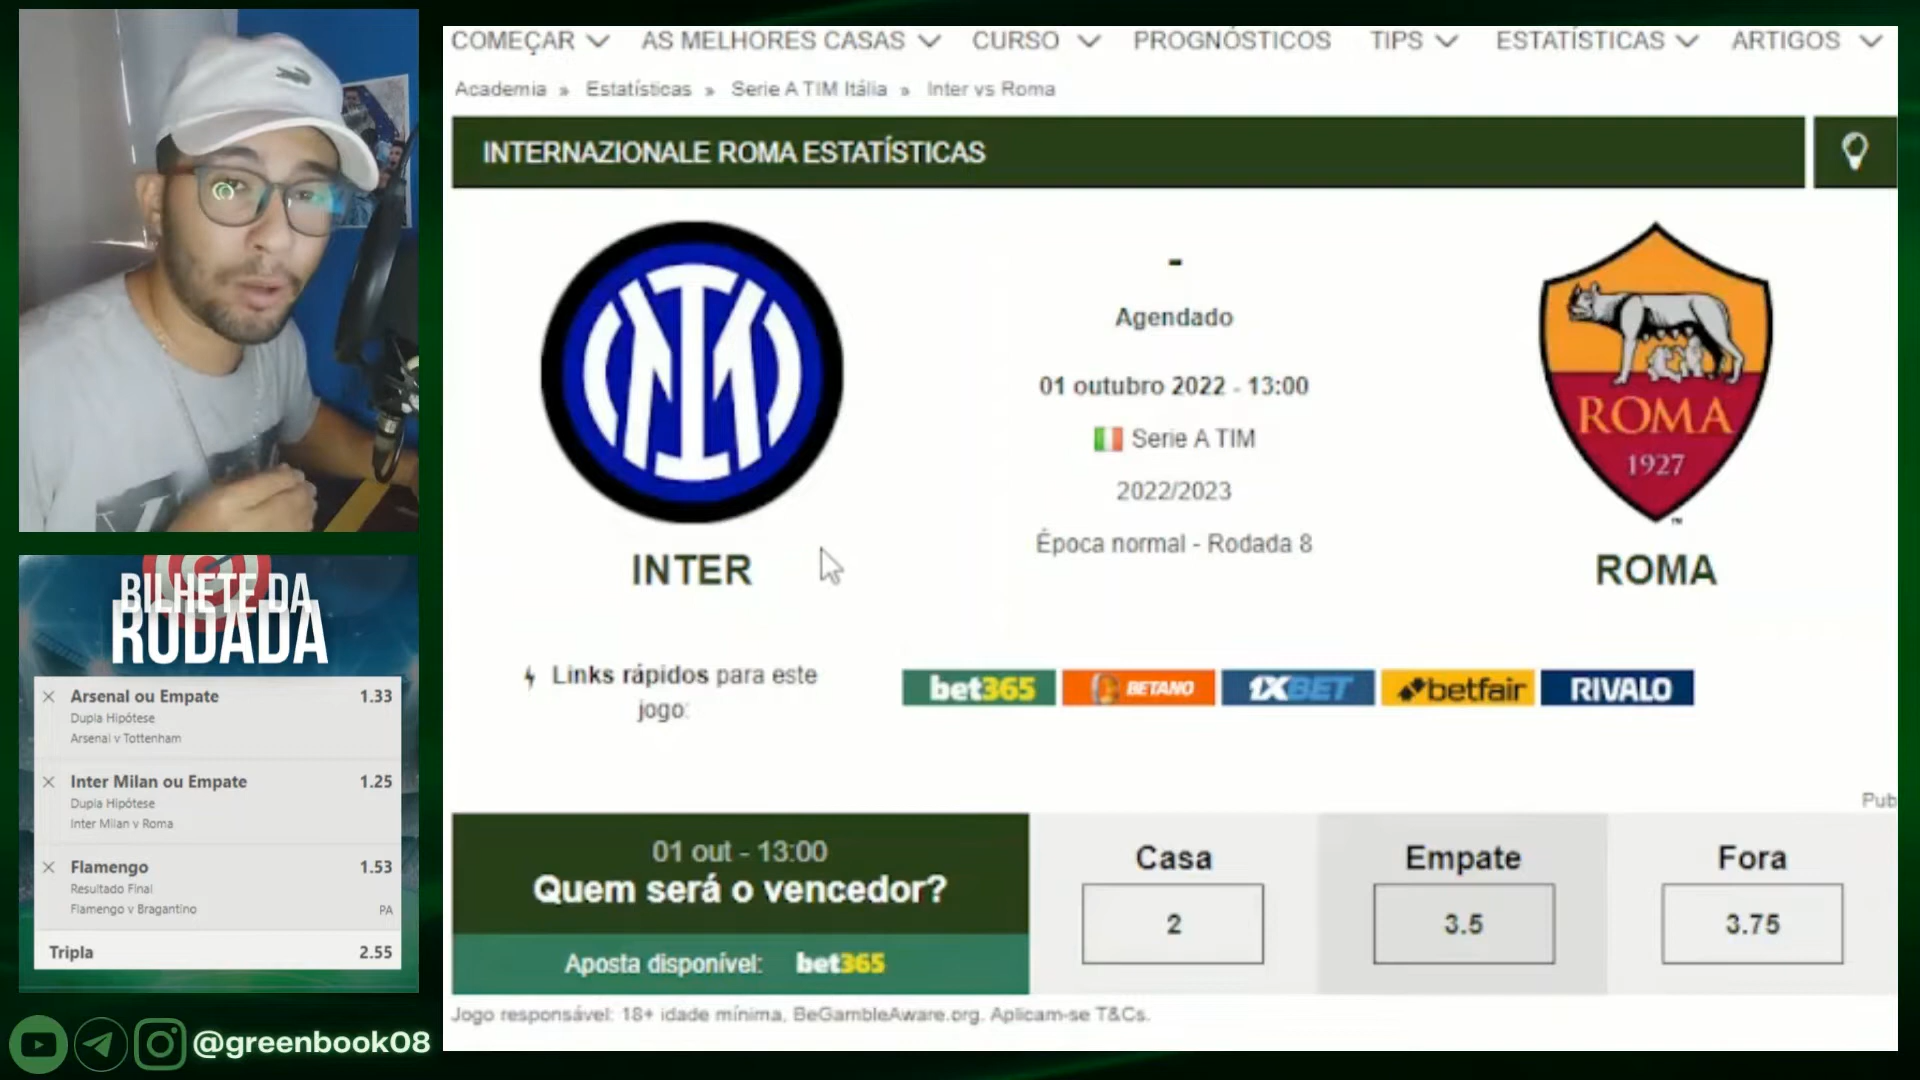 COMEÇAR AS MELHORES CASAS CURSO PROGNÓSTICOS TIPS ESTATÍSTICAS ARTIGOS
Academia » Estatísticas » Serie A TIM Itália » Inter vs Roma
INTERNAZIONALE ROMA ESTATÍSTICAS
-
Agendado
01 outubro 2022 - 13:00
Serie A TIM
2022/2023
Época normal - Rodada 8
INTER
ROMA
1927
™
ROMA
Links rápidos para este
jogo:
bet365 BETANO 1XBET betfair RIVALO
Pub
01 out - 13:00
Quem será o vencedor?
Aposta disponível: bet365
Casa Empate Fora
2 3.5 3.75
Jogo responsável: 18+ idade mínima, BeGambleAware.org. Aplicam-se T&Cs.
BILHETE DA
RODADA
Arsenal ou Empate 1.33
Dupla Hipótese
Arsenal v Tottenham
Inter Milan ou Empate 1.25
Dupla Hipótese
Inter Milan v Roma
Flamengo 1.53
Resultado Final
Flamengo v Bragantino PA
Tripla 2.55
@greenbook08